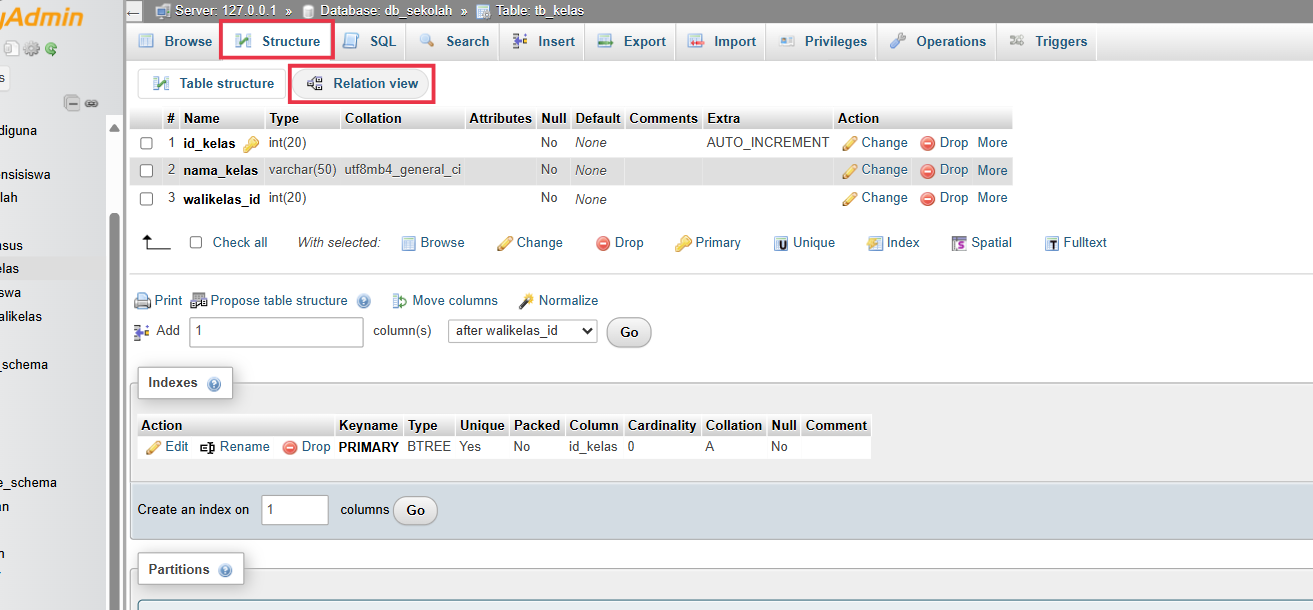 yAdmin
Server: 127.0.0.1 » Database: db_sekolah » Table: tb_kelas
Browse Structure SQL Search Insert Export Import Privileges Operations Triggers
Table structure Relation view
s
diguna
ensisiswa
lah
nsus
elas
swa
alikelas
_schema
e_schema
an
n
# Name Type Collation Attributes Null Default Comments Extra Action
1 id_kelas int(20) No None AUTO_INCREMENT Change Drop More
2 nama_kelas varchar(50) utf8mb4_general_ci No None Change Drop More
3 walikelas_id int(20) No None Change Drop More
Check all With selected: Browse Change Drop Primary Unique Index Spatial Fulltext
Print Propose table structure Move columns Normalize
Add 1 column(s) after walikelas_id Go
Indexes
Action Keyname Type Unique Packed Column Cardinality Collation Null Comment
Edit Rename Drop PRIMARY BTREE Yes No id_kelas 0 A No
Create an index on 1 columns Go
Partitions